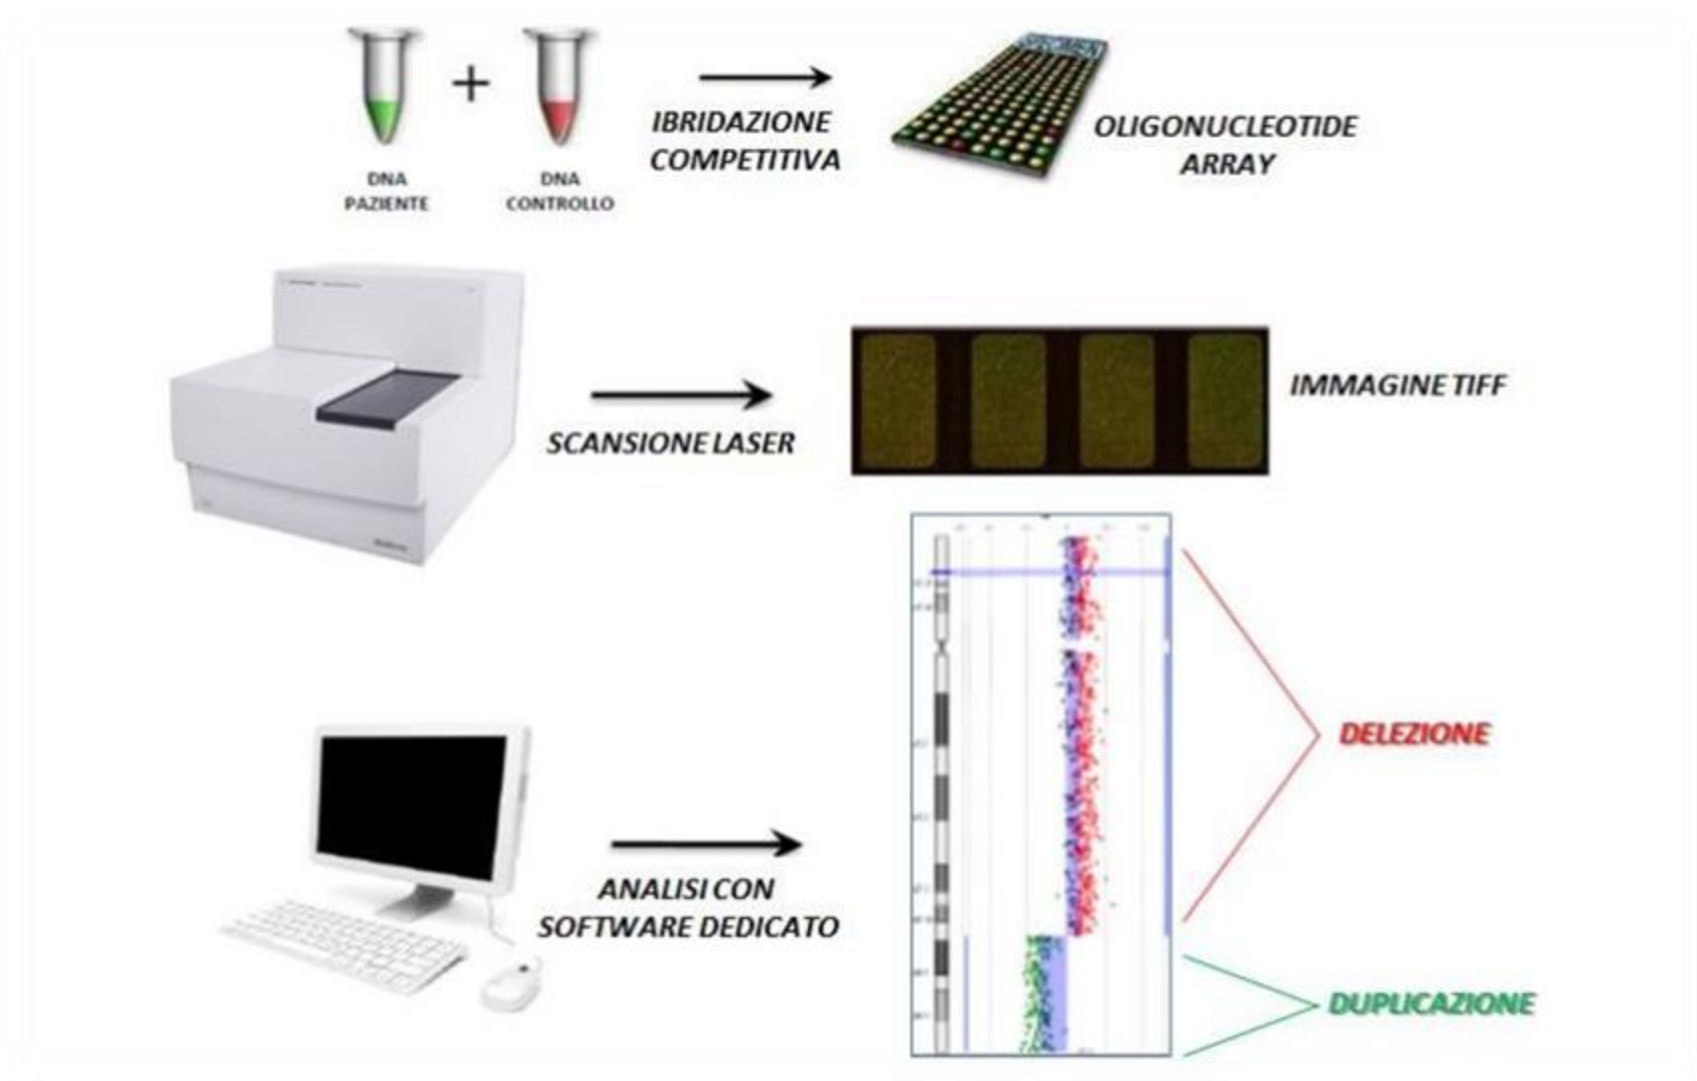 DNA
PAZIENTE
DNA
CONTROLLO
IBRIDAZIONE
COMPETITIVA
OLIGONUCLEOTIDE
ARRAY
SCANSIONE LASER
IMMAGINE TIFF
ANALISI CON
SOFTWARE DEDICATO
DELEZIONE
DUPLICAZIONE